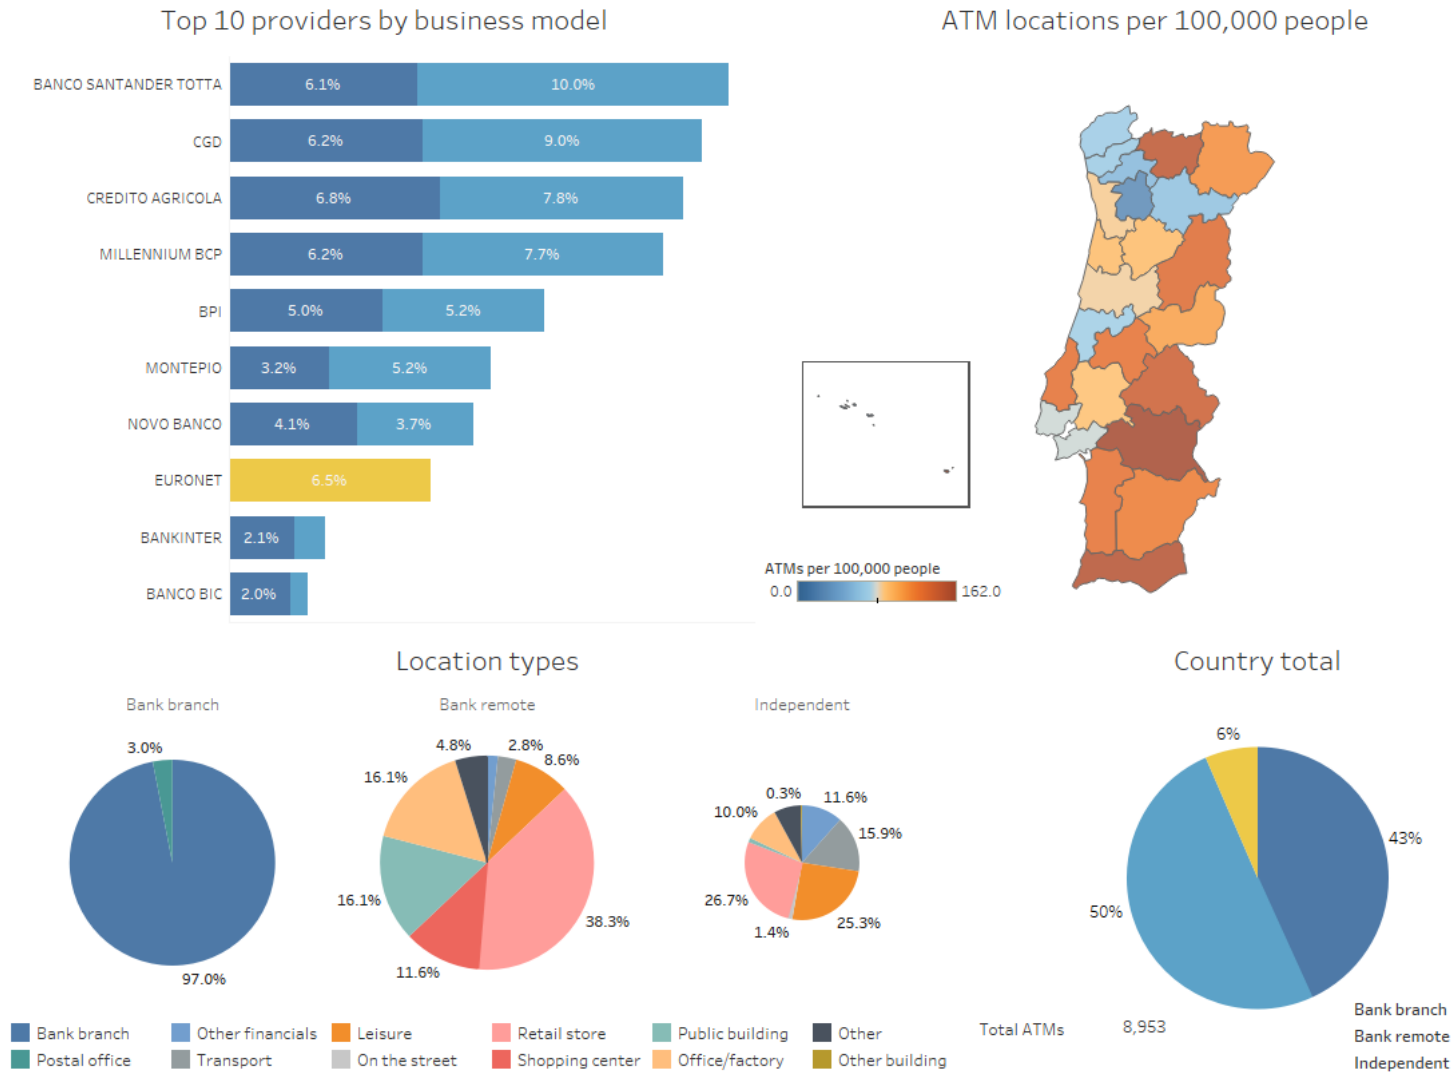 Top 10 providers by business model
BANCO SANTANDER TOTTA 6.1% 10.0%
CGD 6.2% 9.0%
CREDITO AGRICOLA 6.8% 7.8%
MILLENNIUM BCP 6.2% 7.7%
BPI 5.0% 5.2%
MONTEPIO 3.2% 5.2%
NOVO BANCO 4.1% 3.7%
EURONET 6.5%
BANKINTER 2.1%
BANCO BIC 2.0%
ATM locations per 100,000 people
ATMs per 100,000 people
0.0 162.0
Location types
Bank branch
3.0%
97.0%
Bank remote
4.8% 2.8%
8.6%
16.1%
16.1%
38.3%
11.6%
Independent
0.3% 11.6%
10.0%
15.9%
26.7%
25.3%
1.4%
Country total
6%
43%
50%
Total ATMs 8,953
Bank branch
Bank remote
Independent
Bank branch Other financials Leisure Retail store Public building Other
Postal office Transport On the street Shopping center Office/factory Other building